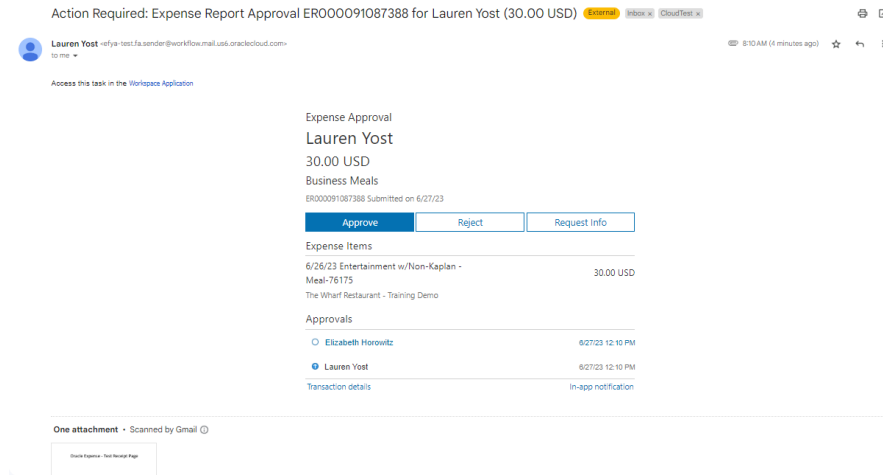 Action Required: Expense Report Approval ER000091087388 for Lauren Yost (30.00 USD) External Inbox x CloudTest x
Lauren Yost <efya-test.fa.sender@workflow.mail.us6.oraclecloud.com> 8:10 AM (4 minutes ago)
to me
Access this task in the Workspace Application
Expense Approval
Lauren Yost
30.00 USD
Business Meals
ER000091087388 Submitted on 6/27/23
Approve Reject Request Info
Expense Items
6/26/23 Entertainment w/Non-Kaplan - 30.00 USD
Meal-76175
The Wharf Restaurant - Training Demo
Approvals
Elizabeth Horowitz 6/27/23 12:10 PM
Lauren Yost 6/27/23 12:10 PM
Transaction details In-app notification
One attachment • Scanned by Gmail
Oracle Expense - Test Receipt Page